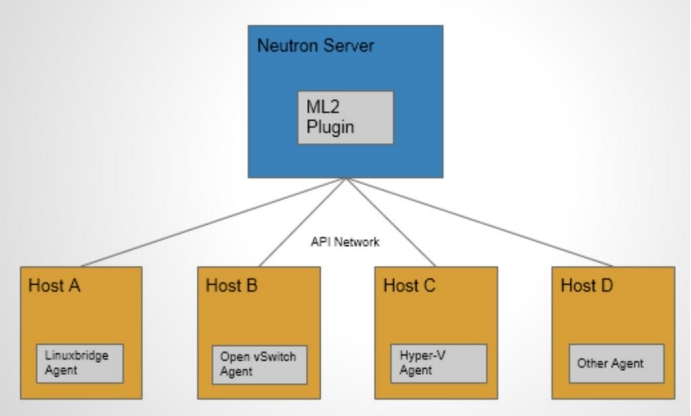 Neutron Server
ML2
Plugin
API Network
Host A
Host B
Host C
Host D
Linuxbridge
Agent
Open vSwitch
Agent
Hyper-V
Agent
Other Agent